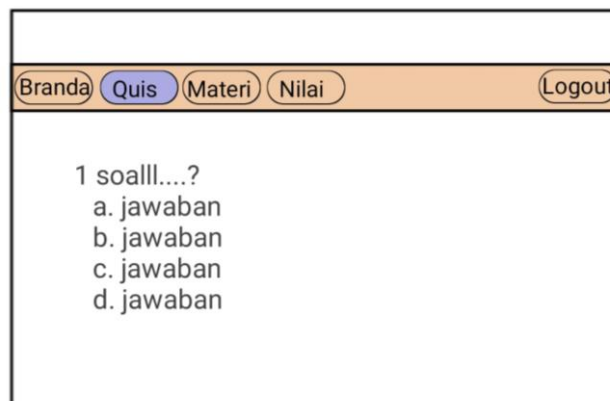 Branda Quis Materi Nilai Logout
1 soalll....?
a. jawaban
b. jawaban
c. jawaban
d. jawaban